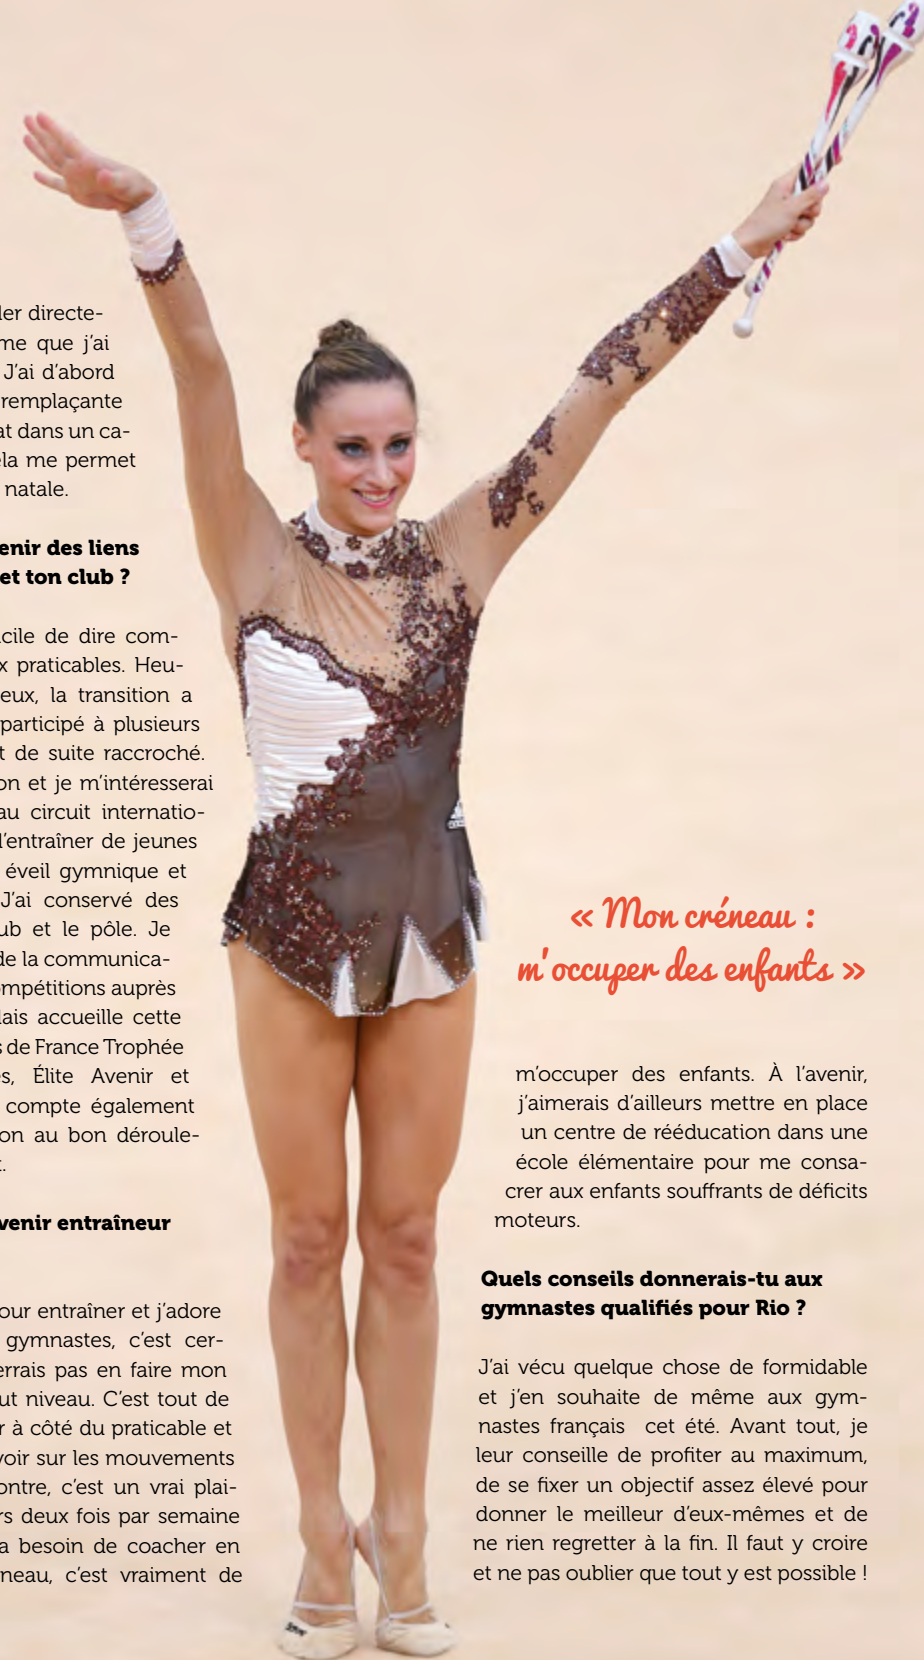 ler directe-
me que j'ai
J'ai d'abord
remplaçante
at dans un ca-
ela me permet
natale.
enir des liens
et ton club ?
cile de dire com-
x praticables. Heu-
eux, la transition a
participé à plusieurs
t de suite raccroché.
on et je m'intéresserai
au circuit internatio-
d'entraîner de jeunes
éveil gymnique et
J'ai conservé des
ub et le pôle. Je
de la communica-
ompétitions auprès
lais accueille cette
s de France Trophée
es, Élite Avenir et
compte également
on au bon déroule-
t.
venir entraîneur
our entraîner et j'adore
gymnastes, c'est cer-
errais pas en faire mon
ut niveau. C'est tout de
r à côté du praticable et
voir sur les mouvements
ontre, c'est un vrai plai-
rs deux fois par semaine
a besoin de coacher en
neau, c'est vraiment de
« Mon créneau :
m'occuper des enfants »
m'occuper des enfants. À l'avenir,
j'aimerais d'ailleurs mettre en place
un centre de rééducation dans une
école élémentaire pour me consa-
crer aux enfants souffrants de déficits
moteurs.
Quels conseils donnerais-tu aux
gymnastes qualifiés pour Rio ?
J'ai vécu quelque chose de formidable
et j'en souhaite de même aux gym-
nastes français cet été. Avant tout, je
leur conseille de profiter au maximum,
de se fixer un objectif assez élevé pour
donner le meilleur d'eux-mêmes et de
ne rien regretter à la fin. Il faut y croire
et ne pas oublier que tout y est possible !